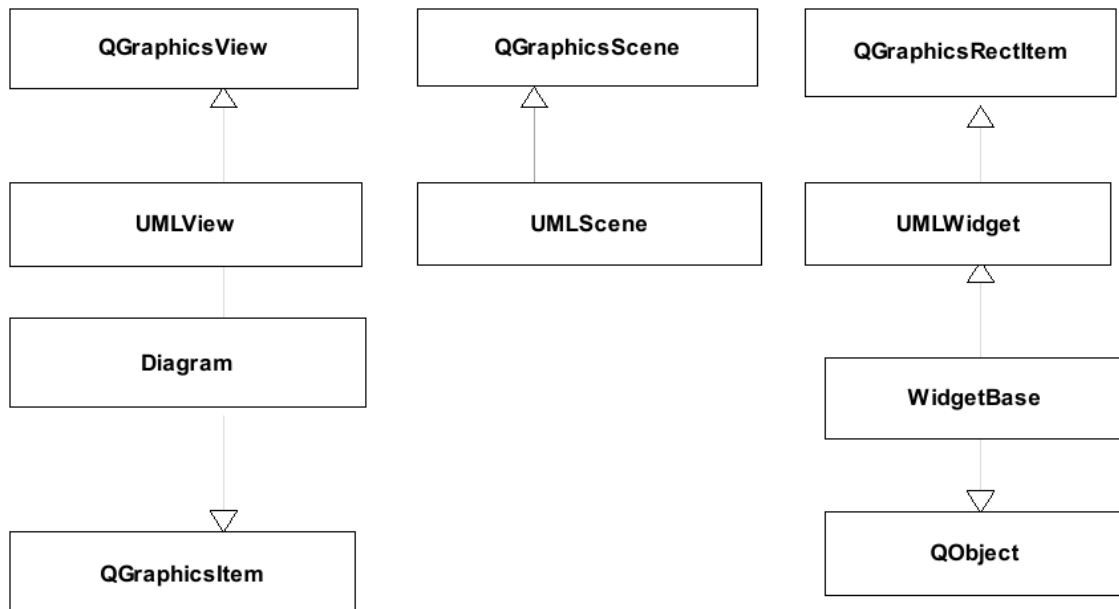 QGraphicsView
QGraphicsScene
QGraphicsRectItem
UMLView
UMLScene
UMLWidget
Diagram
WidgetBase
QGraphicsItem
QObject